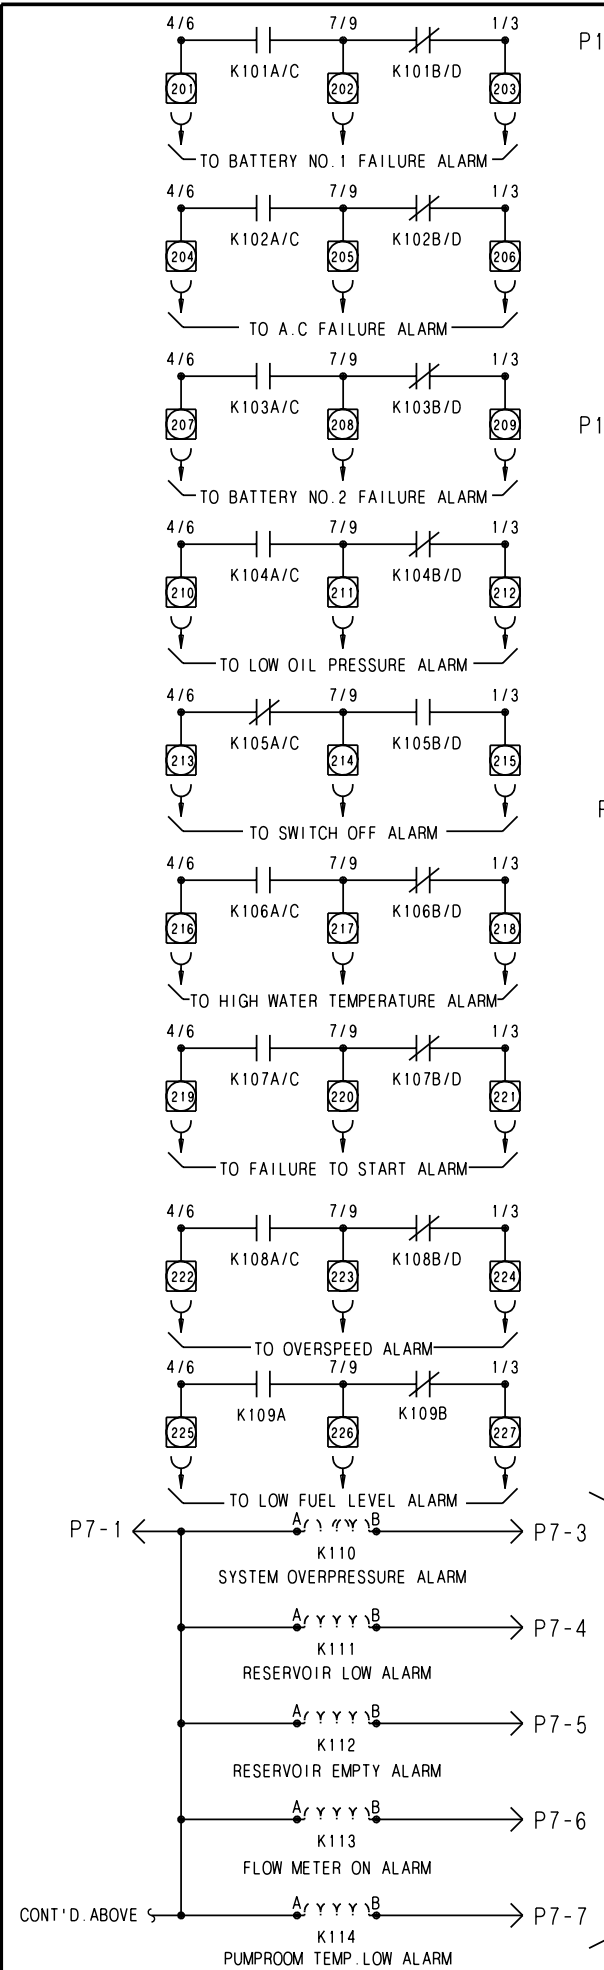 4/6 7/9 1/3 P1
K101A/C K101B/D
201 202 203
TO BATTERY NO.1 FAILURE ALARM
4/6 7/9 1/3
K102A/C K102B/D
204 205 206
TO A.C FAILURE ALARM
4/6 7/9 1/3
K103A/C K103B/D
207 208 209 P1
TO BATTERY NO.2 FAILURE ALARM
4/6 7/9 1/3
K104A/C K104B/D
210 211 212
TO LOW OIL PRESSURE ALARM
4/6 7/9 1/3
K105A/C K105B/D
213 214 215
TO SWITCH OFF ALARM
4/6 7/9 1/3
K106A/C K106B/D
216 217 218
TO HIGH WATER TEMPERATURE ALARM
4/6 7/9 1/3
K107A/C K107B/D
219 220 221
TO FAILURE TO START ALARM
4/6 7/9 1/3
K108A/C K108B/D
222 223 224
TO OVERSPEED ALARM
4/6 7/9 1/3
K109A K109B
225 226 227
TO LOW FUEL LEVEL ALARM
P7-1 A B P7-3
K110
SYSTEM OVERPRESSURE ALARM
A B P7-4
K111
RESERVOIR LOW ALARM
A B P7-5
K112
RESERVOIR EMPTY ALARM
A B P7-6
K113
FLOW METER ON ALARM
CONT'D.ABOVE A B P7-7
K114
PUMPROOM TEMP.LOW ALARM